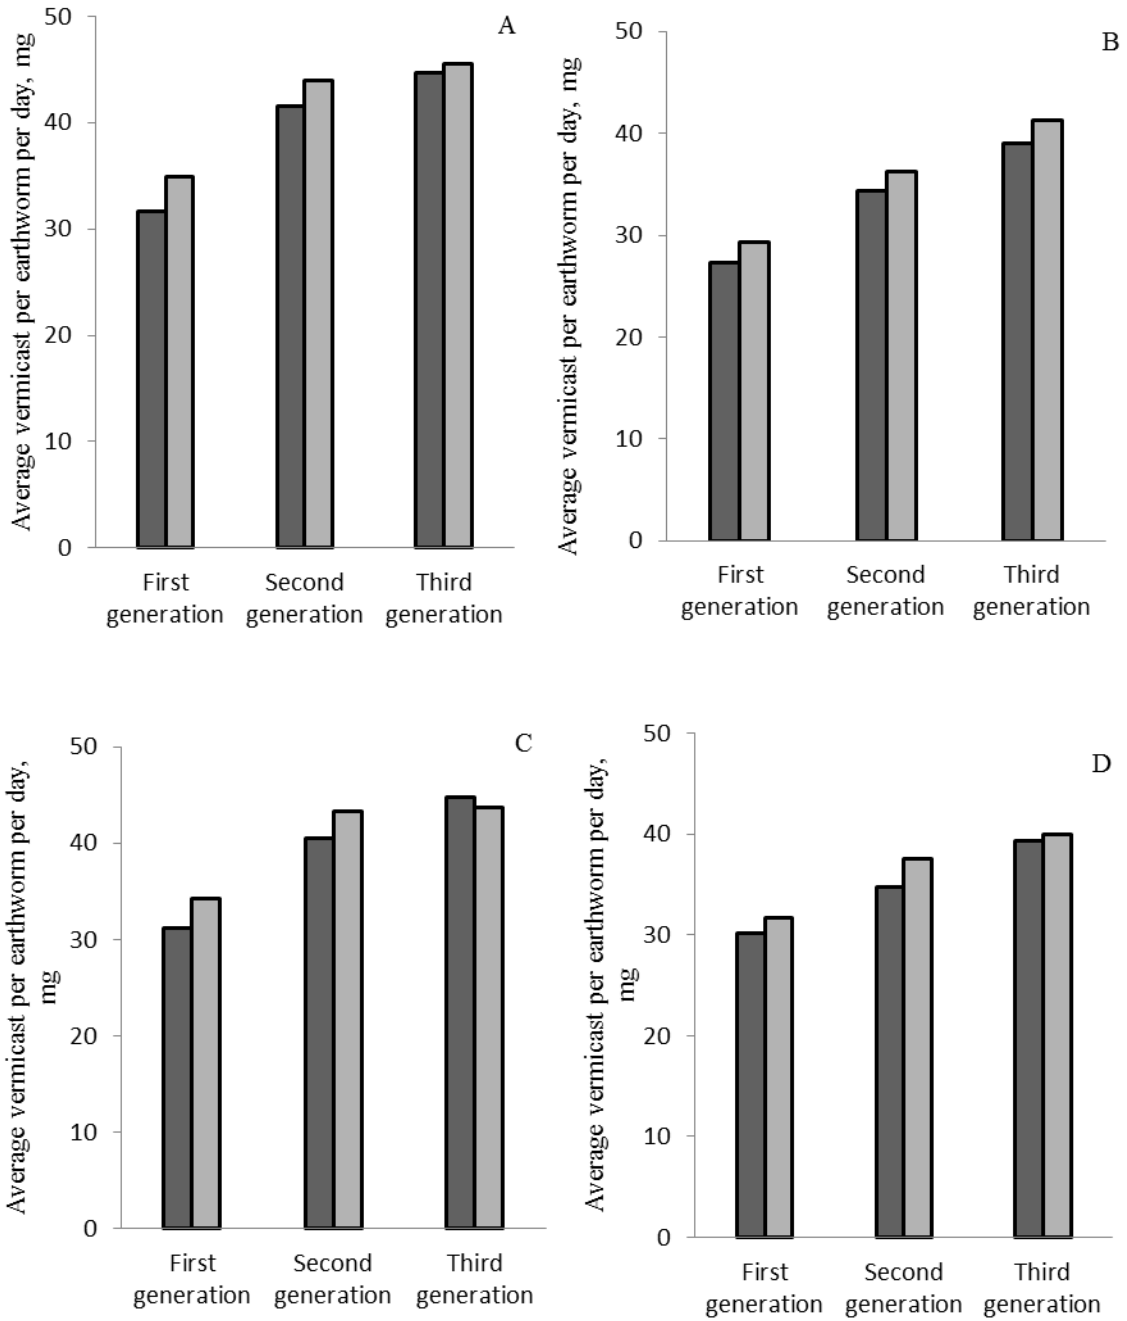 A
Average vermicast per earthworm per day, mg
50
40
30
20
10
0
First
generation
Second
generation
Third
generation
B
Average vermicast per earthworm per day, mg
50
40
30
20
10
0
First
generation
Second
generation
Third
generation
C
Average vermicast per earthworm per day,
mg
50
40
30
20
10
0
First
generation
Second
generation
Third
generation
D
Average vermicast per earthworm per day,
mg
50
40
30
20
10
0
First
generation
Second
generation
Third
generation